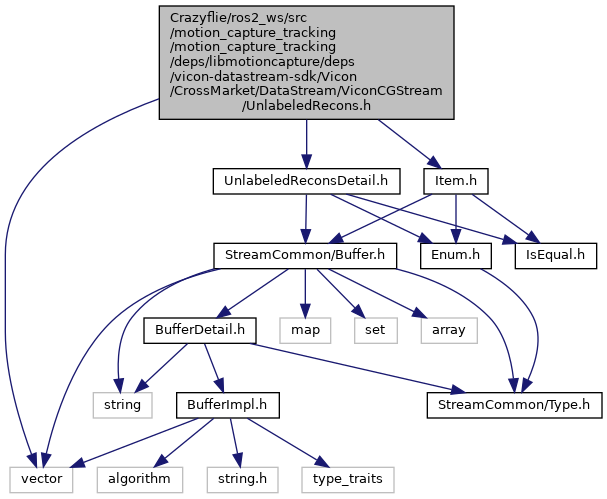 Crazyflie/ros2_ws/src
/motion_capture_tracking
/motion_capture_tracking
/deps/libmotioncapture/deps
/vicon-datastream-sdk/Vicon
/CrossMarket/DataStream/ViconCGStream
/UnlabeledRecons.h
UnlabeledReconsDetail.h
Item.h
StreamCommon/Buffer.h
Enum.h
IsEqual.h
BufferDetail.h
map
set
array
string
BufferImpl.h
StreamCommon/Type.h
vector
algorithm
string.h
type_traits